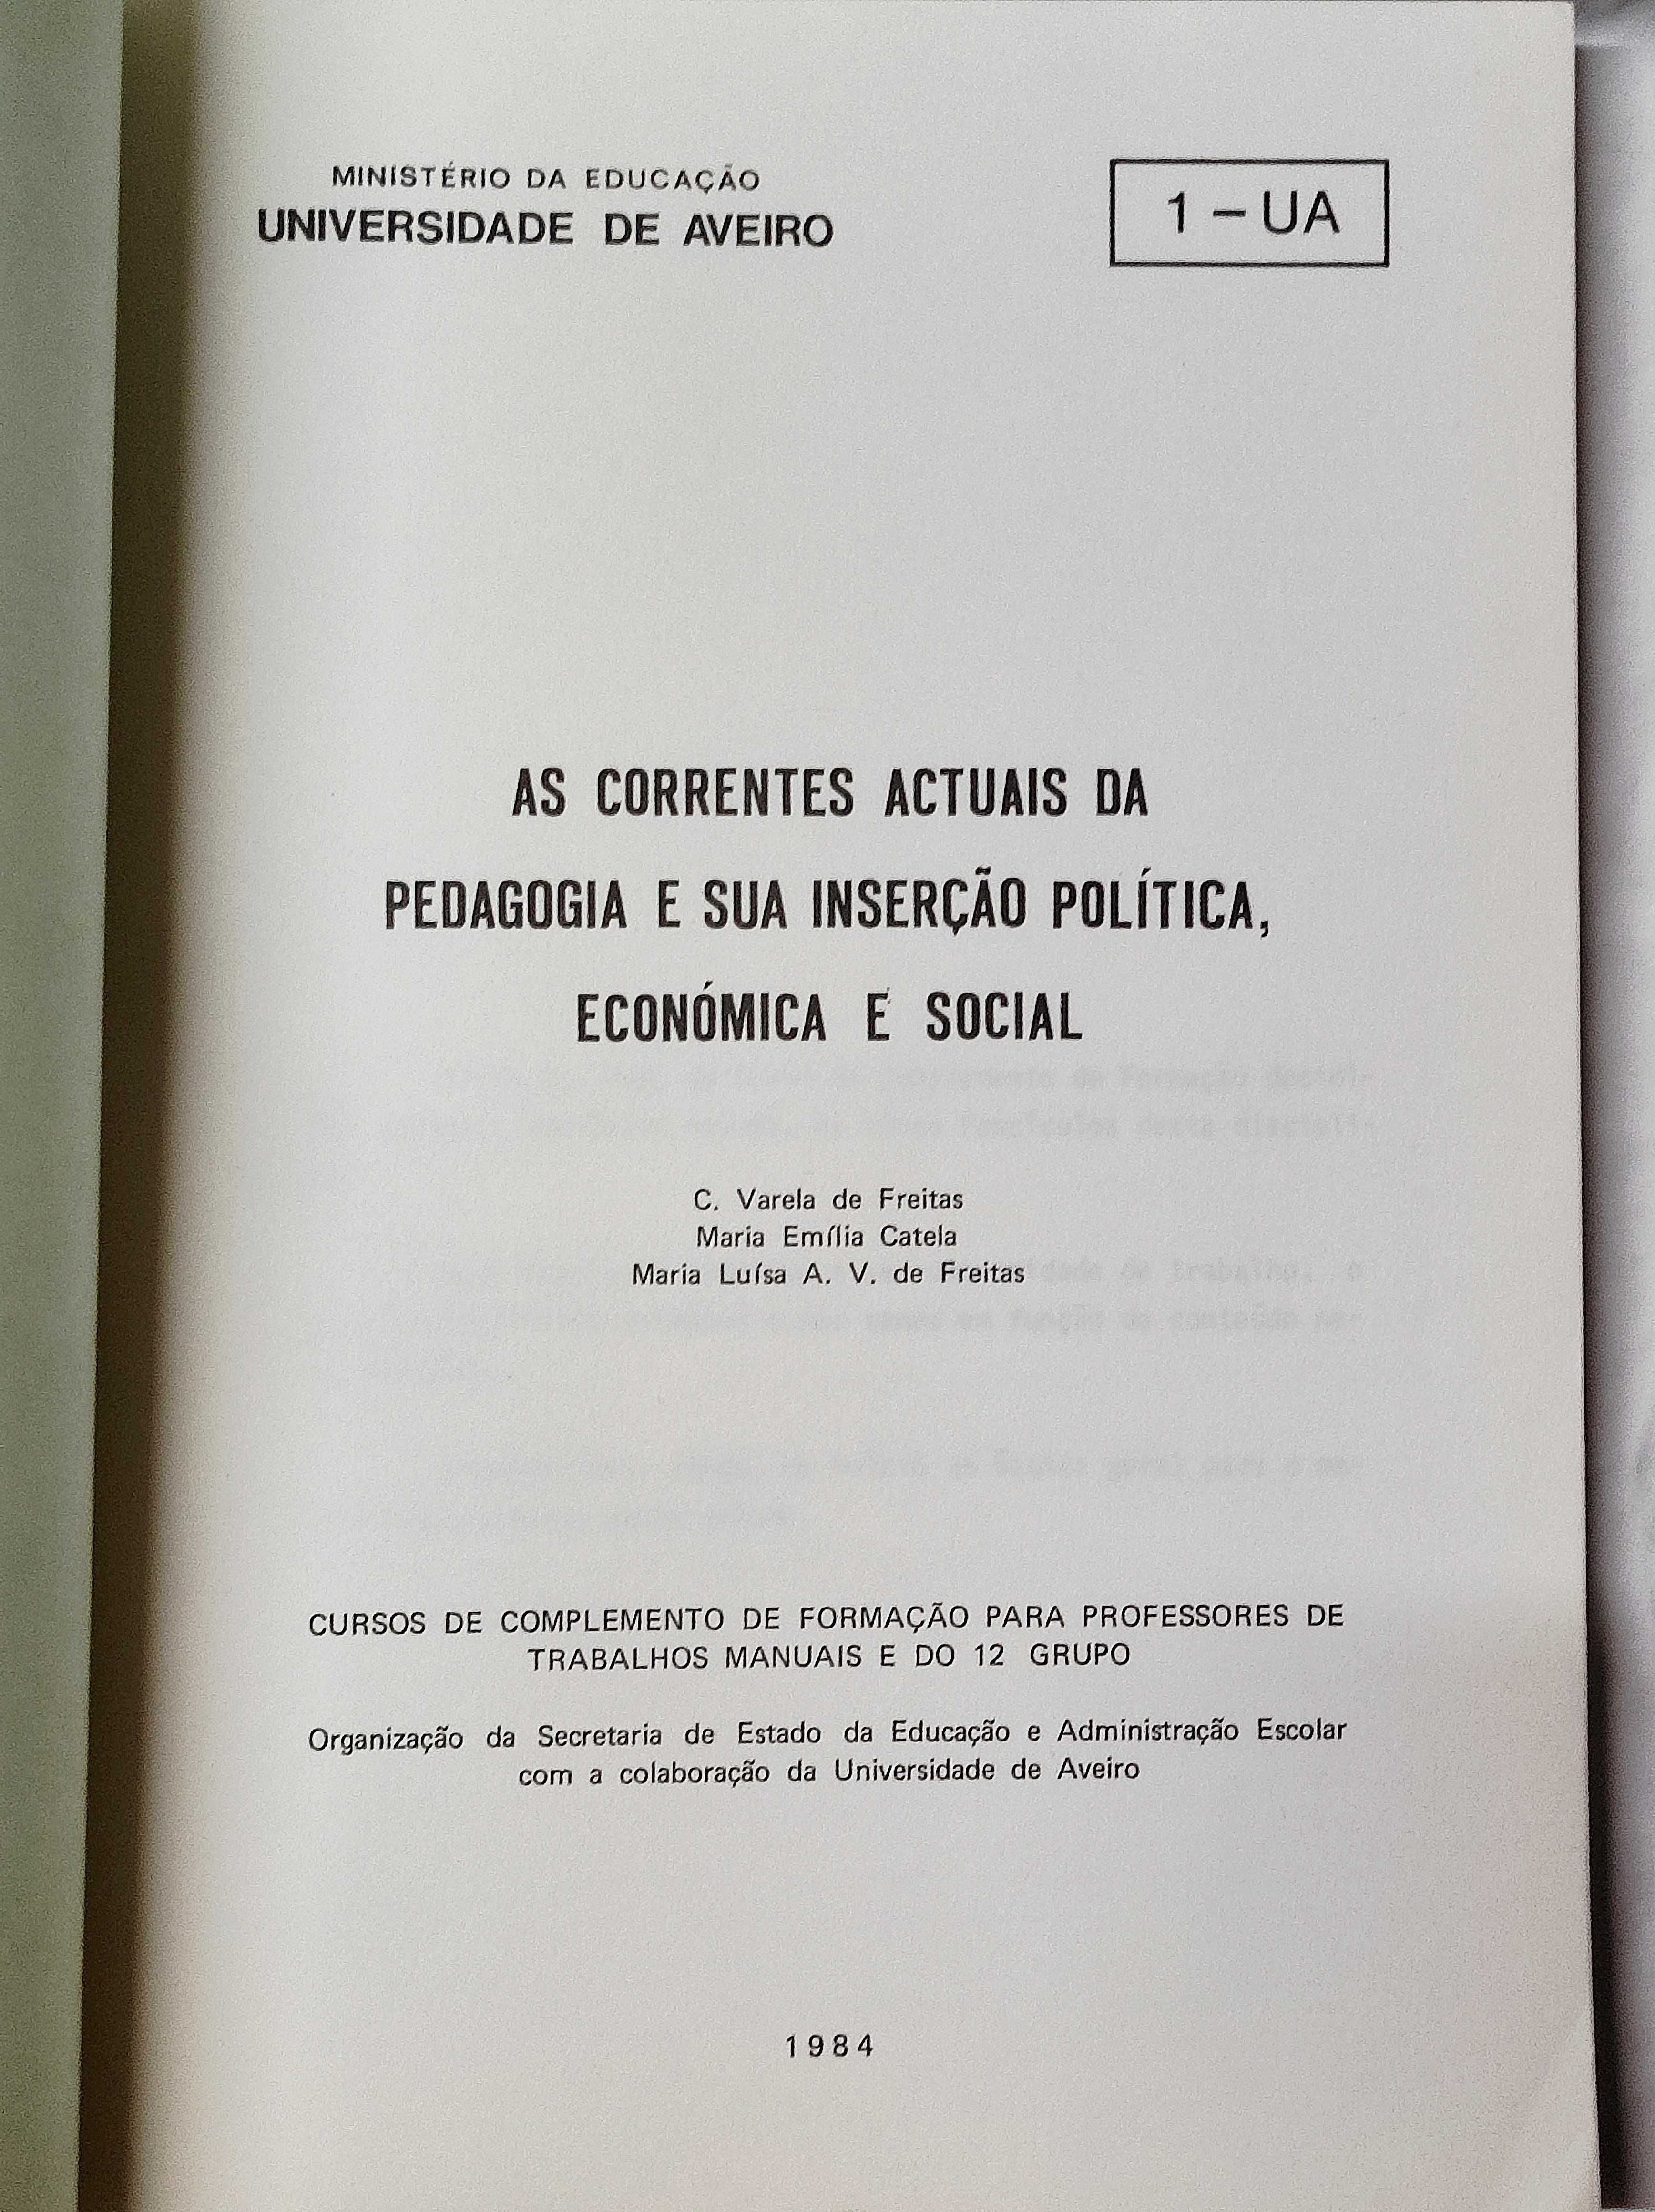 MINISTÉRIO DA EDUCAÇÃO
UNIVERSIDADE DE AVEIRO
1 – UA
AS CORRENTES ACTUAIS DA
PEDAGOGIA E SUA INSERÇÃO POLÍTICA,
ECONÓMICA E SOCIAL
C. Varela de Freitas
Maria Emília Catela
Maria Luísa A. V. de Freitas
CURSOS DE COMPLEMENTO DE FORMAÇÃO PARA PROFESSORES DE
TRABALHOS MANUAIS E DO 12 GRUPO
Organização da Secretaria de Estado da Educação e Administração Escolar
com a colaboração da Universidade de Aveiro
1984